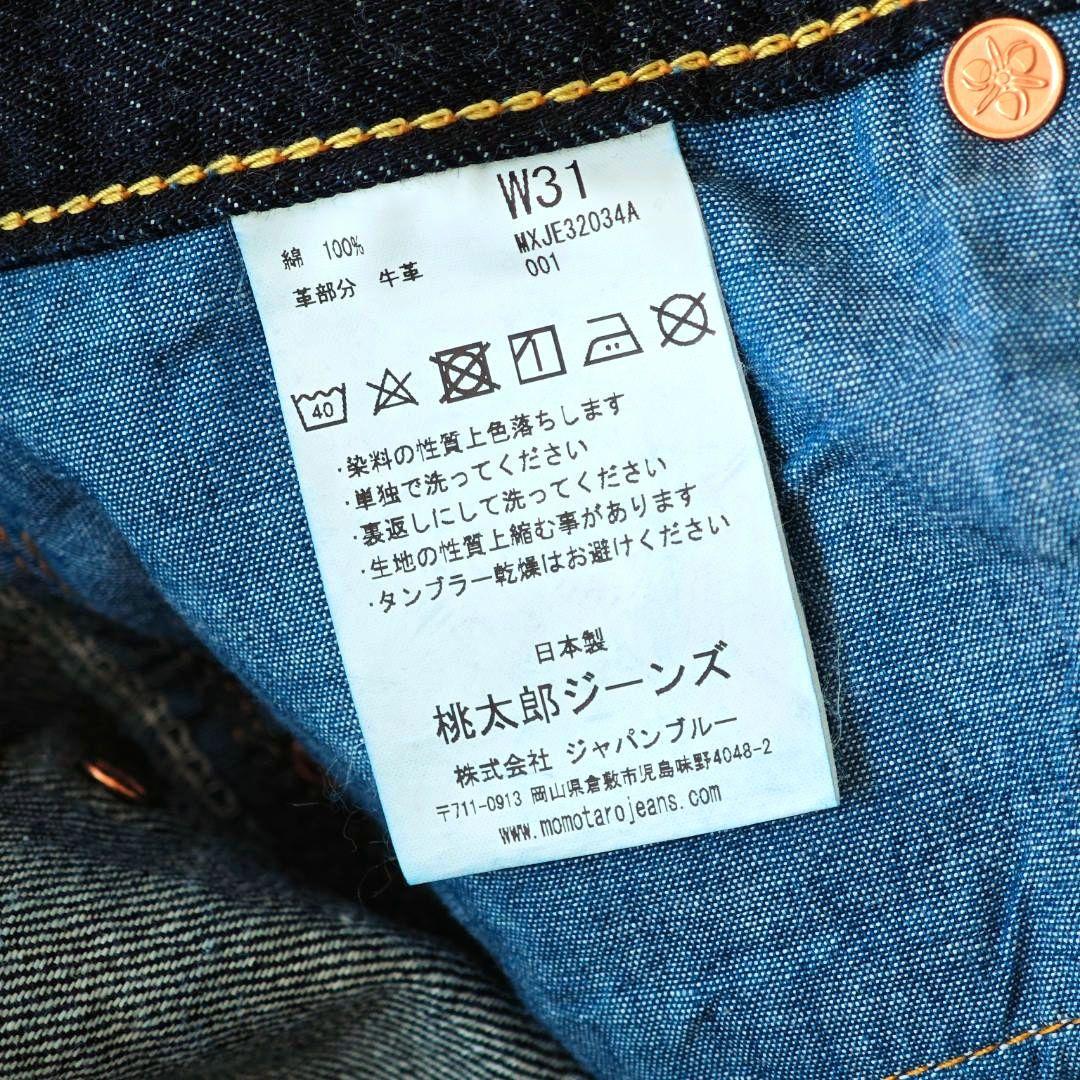 W31
綿 100%
MXJE32034A
革部分 牛革
001
40
・染料の性質上色落ちします
・単独で洗ってください
・裏返しにして洗ってください
・生地の性質上縮む事があります
・タンブラー乾燥はお避けください
日本製
桃太郎ジーンズ
株式会社 ジャパンブルー
〒711-0913 岡山県倉敷市児島味野4048-2
www.momotarojeans.com